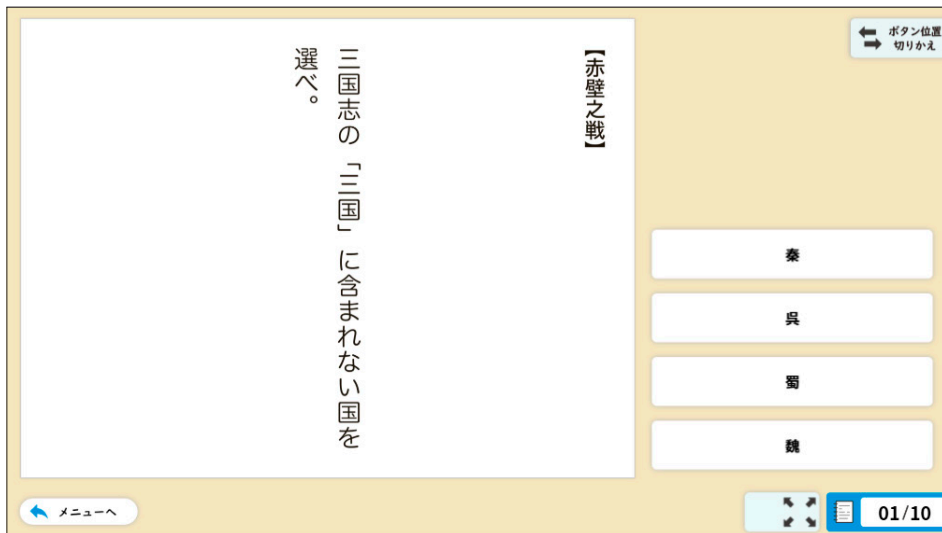 【赤壁之戦】
三国志の「三国」に含まれない国を
選べ。
ボタン位置
切りかえ
秦
呉
蜀
魏
メニューへ
01/10